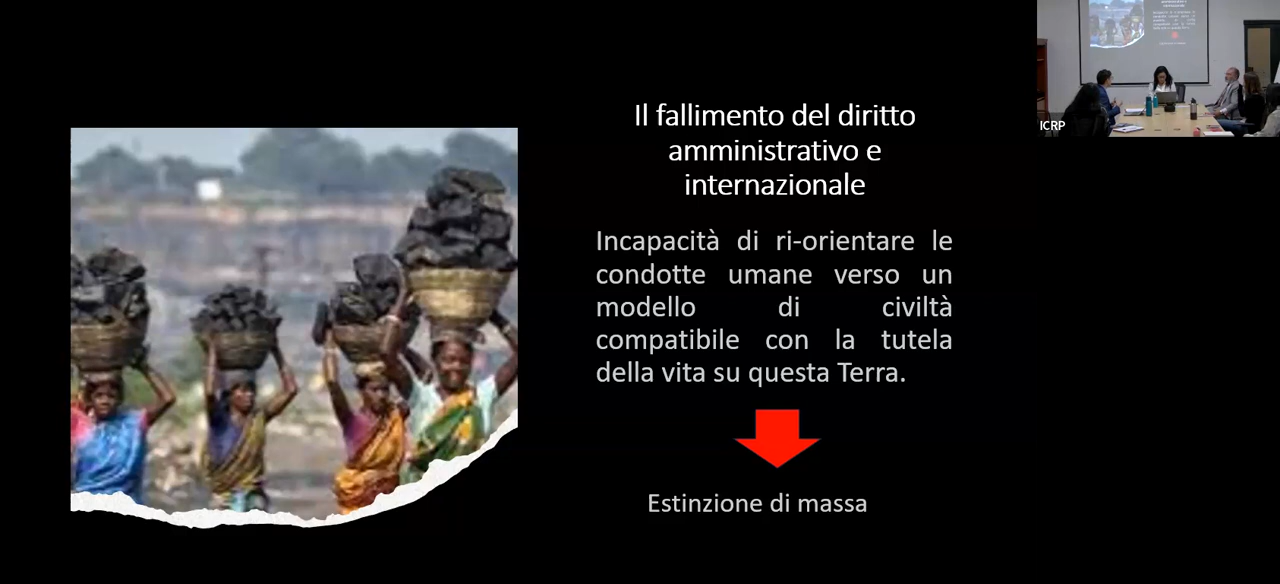 Il fallimento del diritto
amministrativo e
internazionale
Incapacità di ri-orientare le
condotte umane verso un
modello di civiltà
compatibile con la tutela
della vita su questa Terra.
Estinzione di massa
ICRP